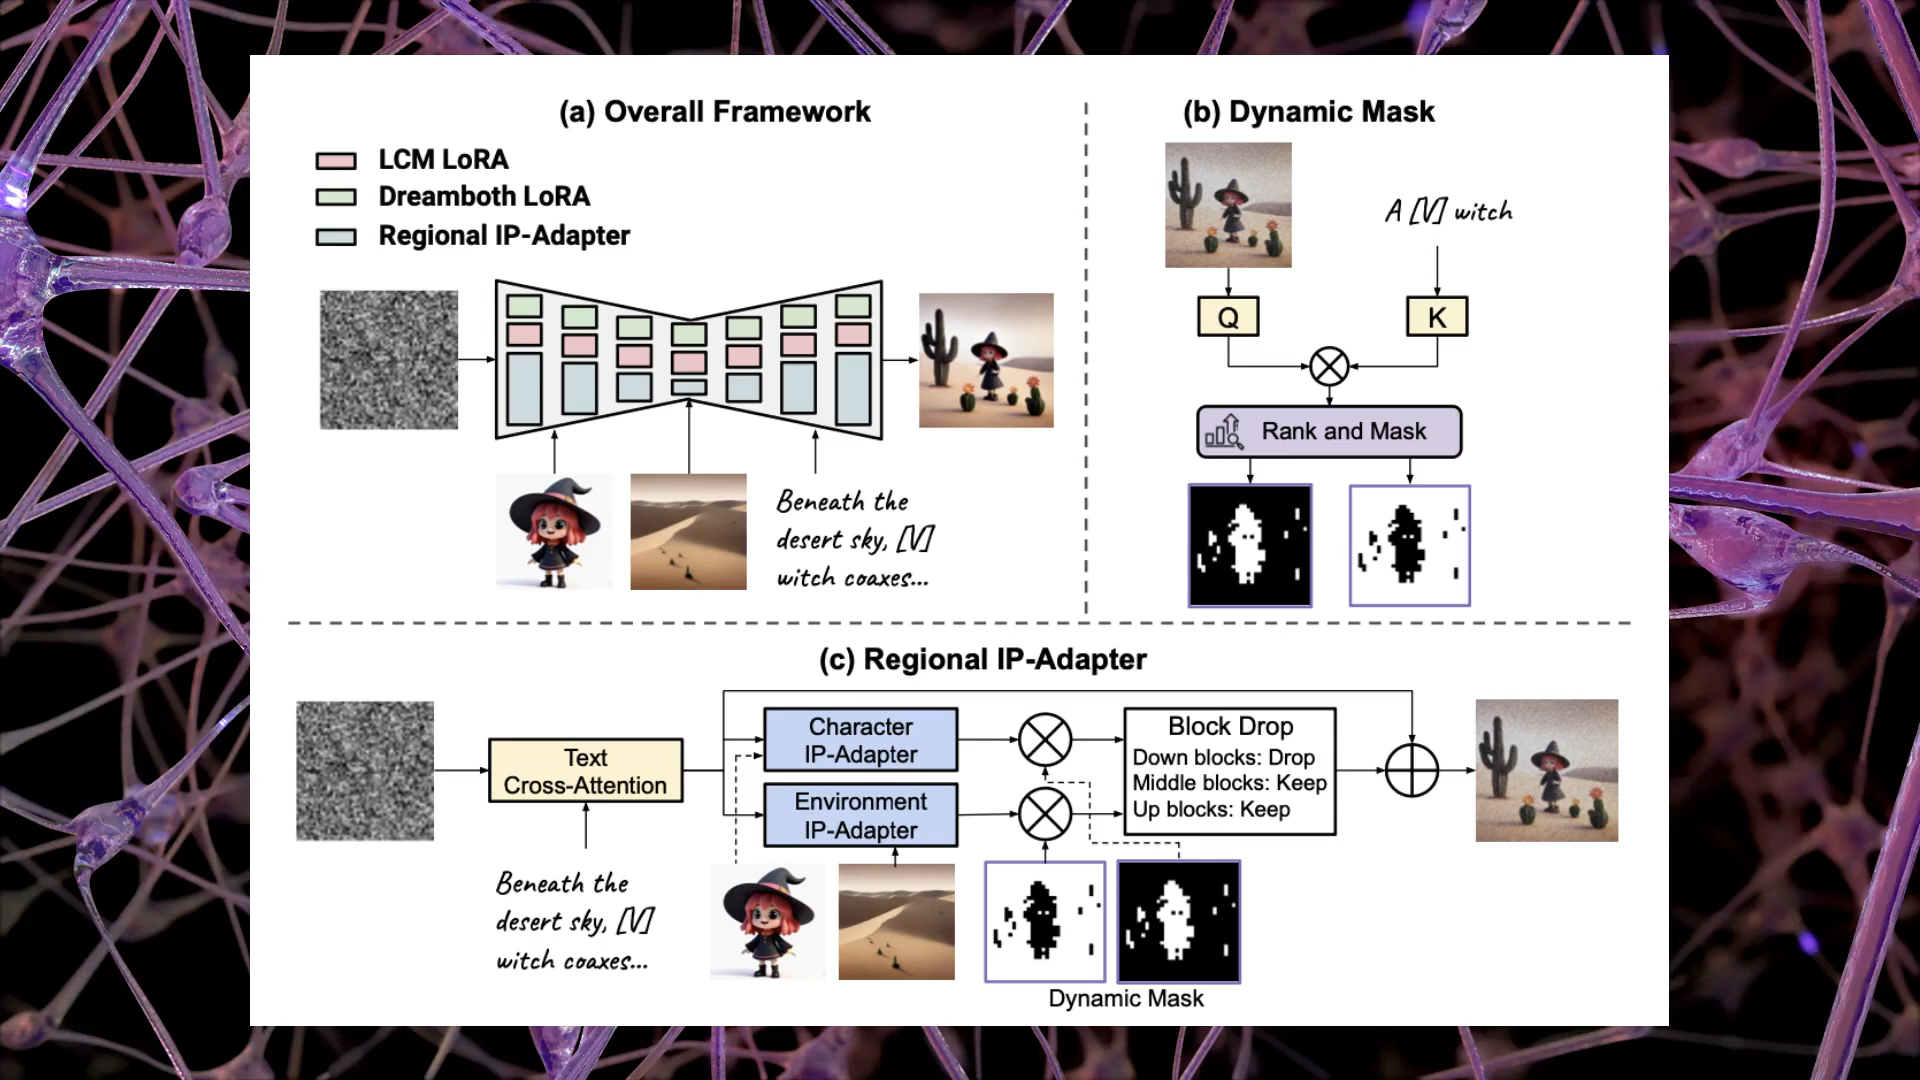 (a) Overall Framework
LCM LoRA
Dreamboth LoRA
Regional IP-Adapter
Beneath the
desert sky, [V]
witch coaxes...
(b) Dynamic Mask
A [V] witch
Q
K
Rank and Mask
(c) Regional IP-Adapter
Text
Cross-Attention
Beneath the
desert sky, [V]
witch coaxes...
Character
IP-Adapter
Environment
IP-Adapter
Block Drop
Down blocks: Drop
Middle blocks: Keep
Up blocks: Keep
Dynamic Mask